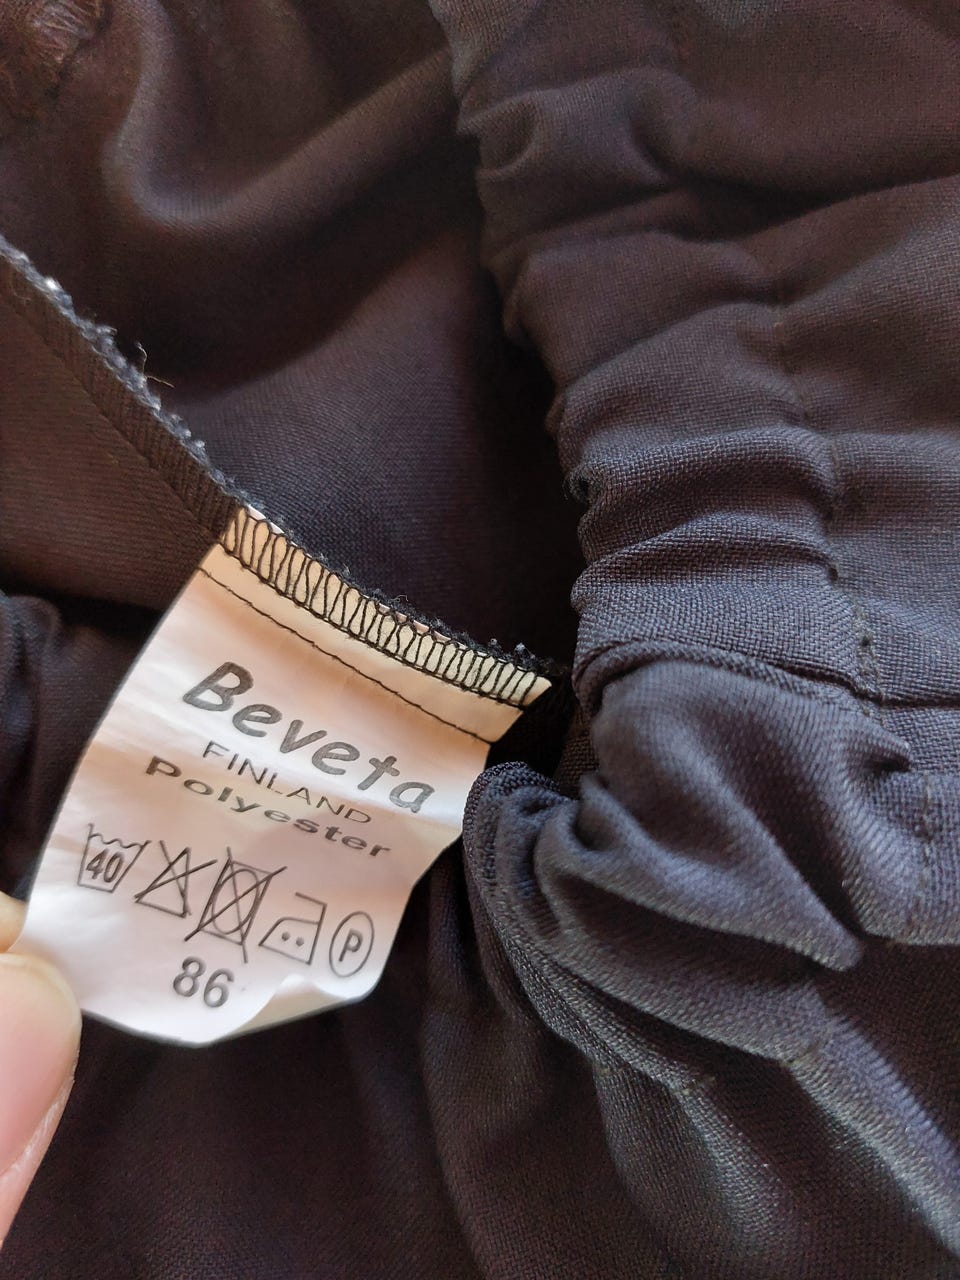 Beveta
FINLAND
Polyester
40 P
86